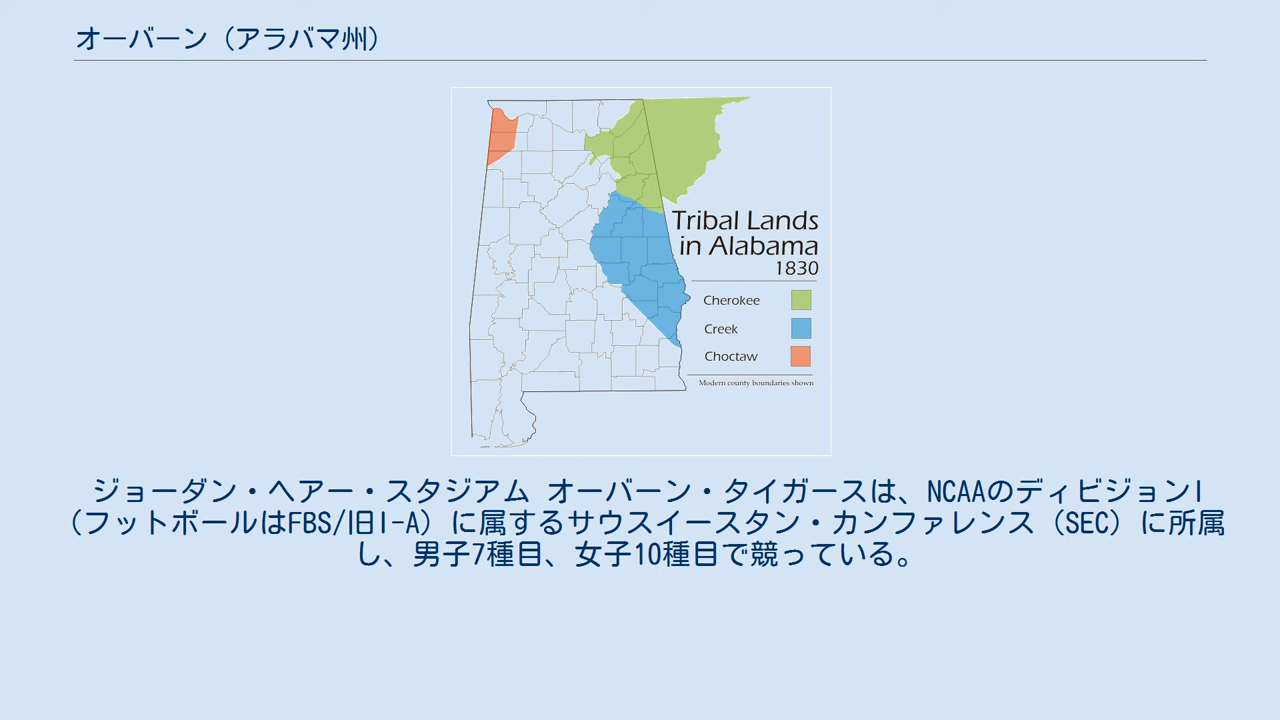 オーバーン（アラバマ州）
Tribal Lands
in Alabama
1830
Cherokee
Creek
Choctaw
Modern county boundaries shown
ジョーダン・ヘアー・スタジアム オーバーン・タイガースは、NCAAのディビジョンI
（フットボールはFBS/旧I-A）に属するサウスイースタン・カンファレンス（SEC）に所属
し、男子7種目、女子10種目で競っている。